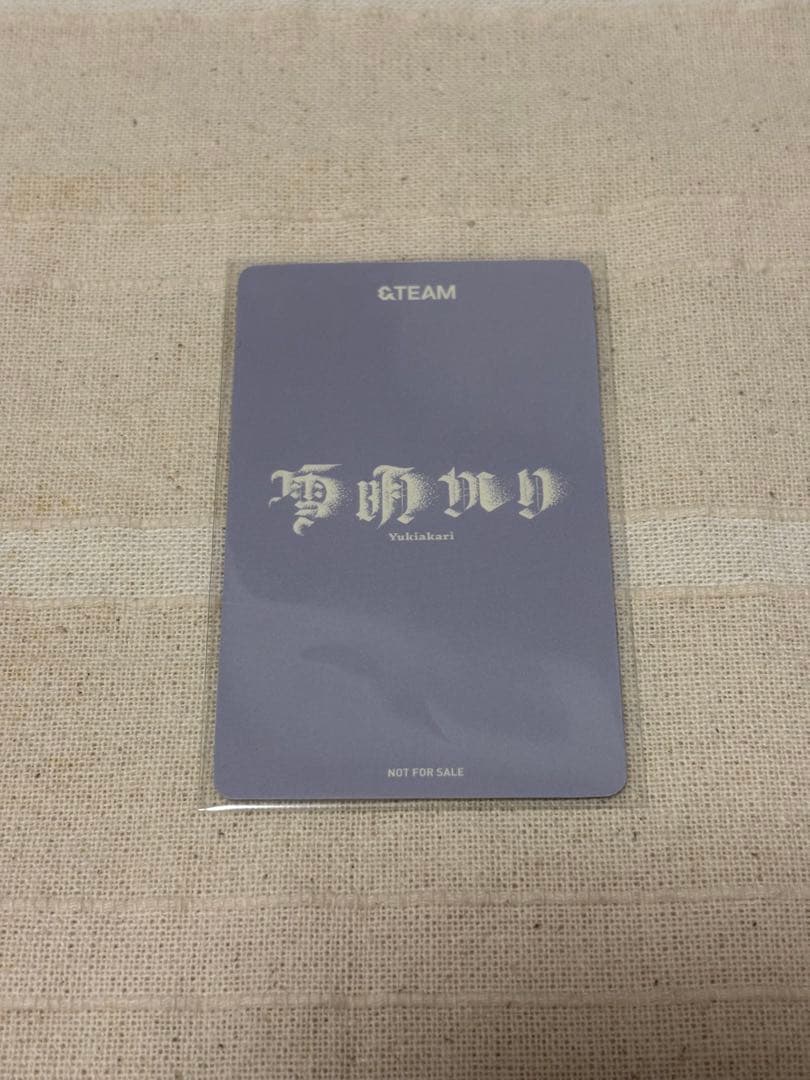 &TEAM
雪明かり
Yukiakari
NOT FOR SALE